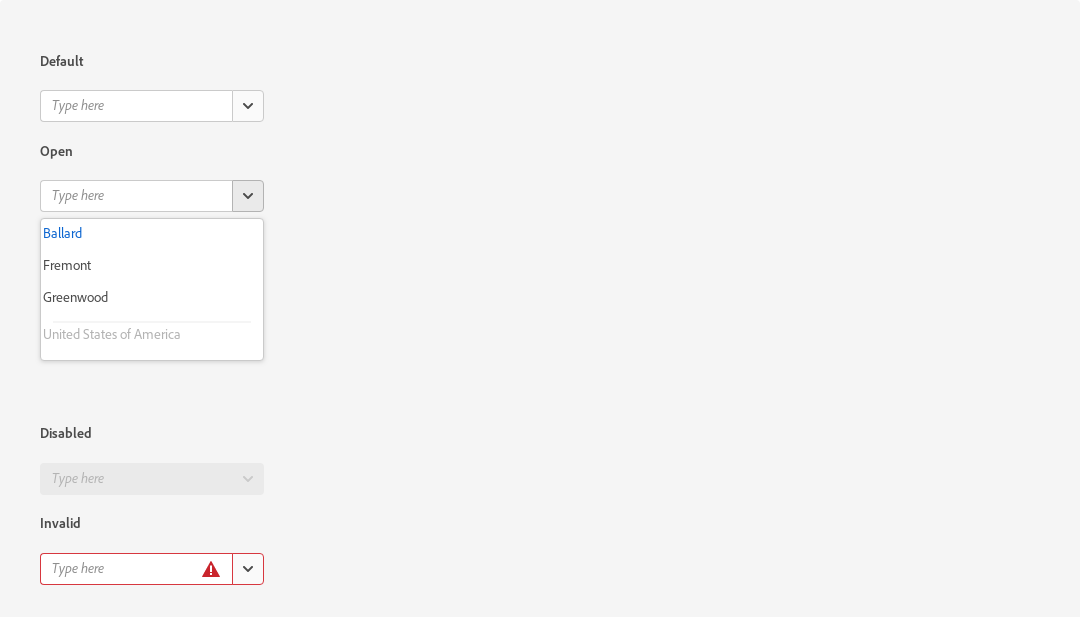 Default
Type here
Open
Type here
Ballard
Fremont
Greenwood
United States of America
Disabled
Type here
Invalid
Type here